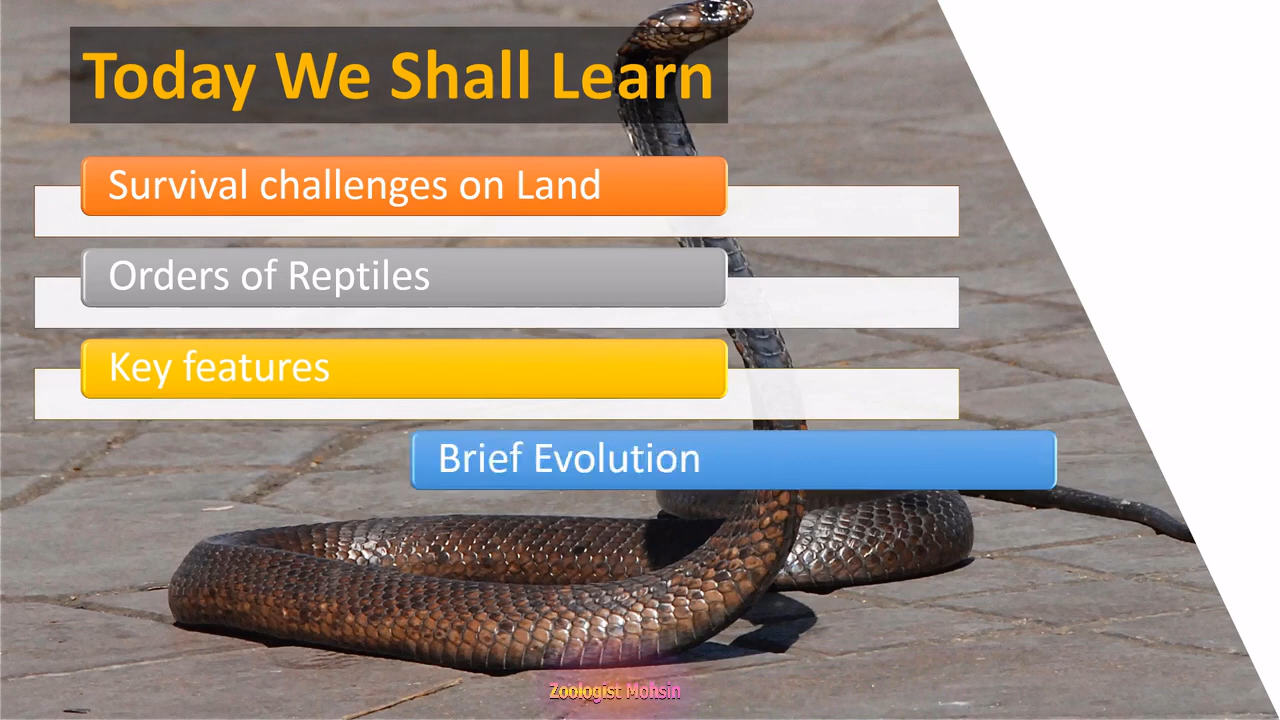 Today We Shall Learn
Survival challenges on Land
Orders of Reptiles
Key features
Brief Evolution
Zoologist Mohsin